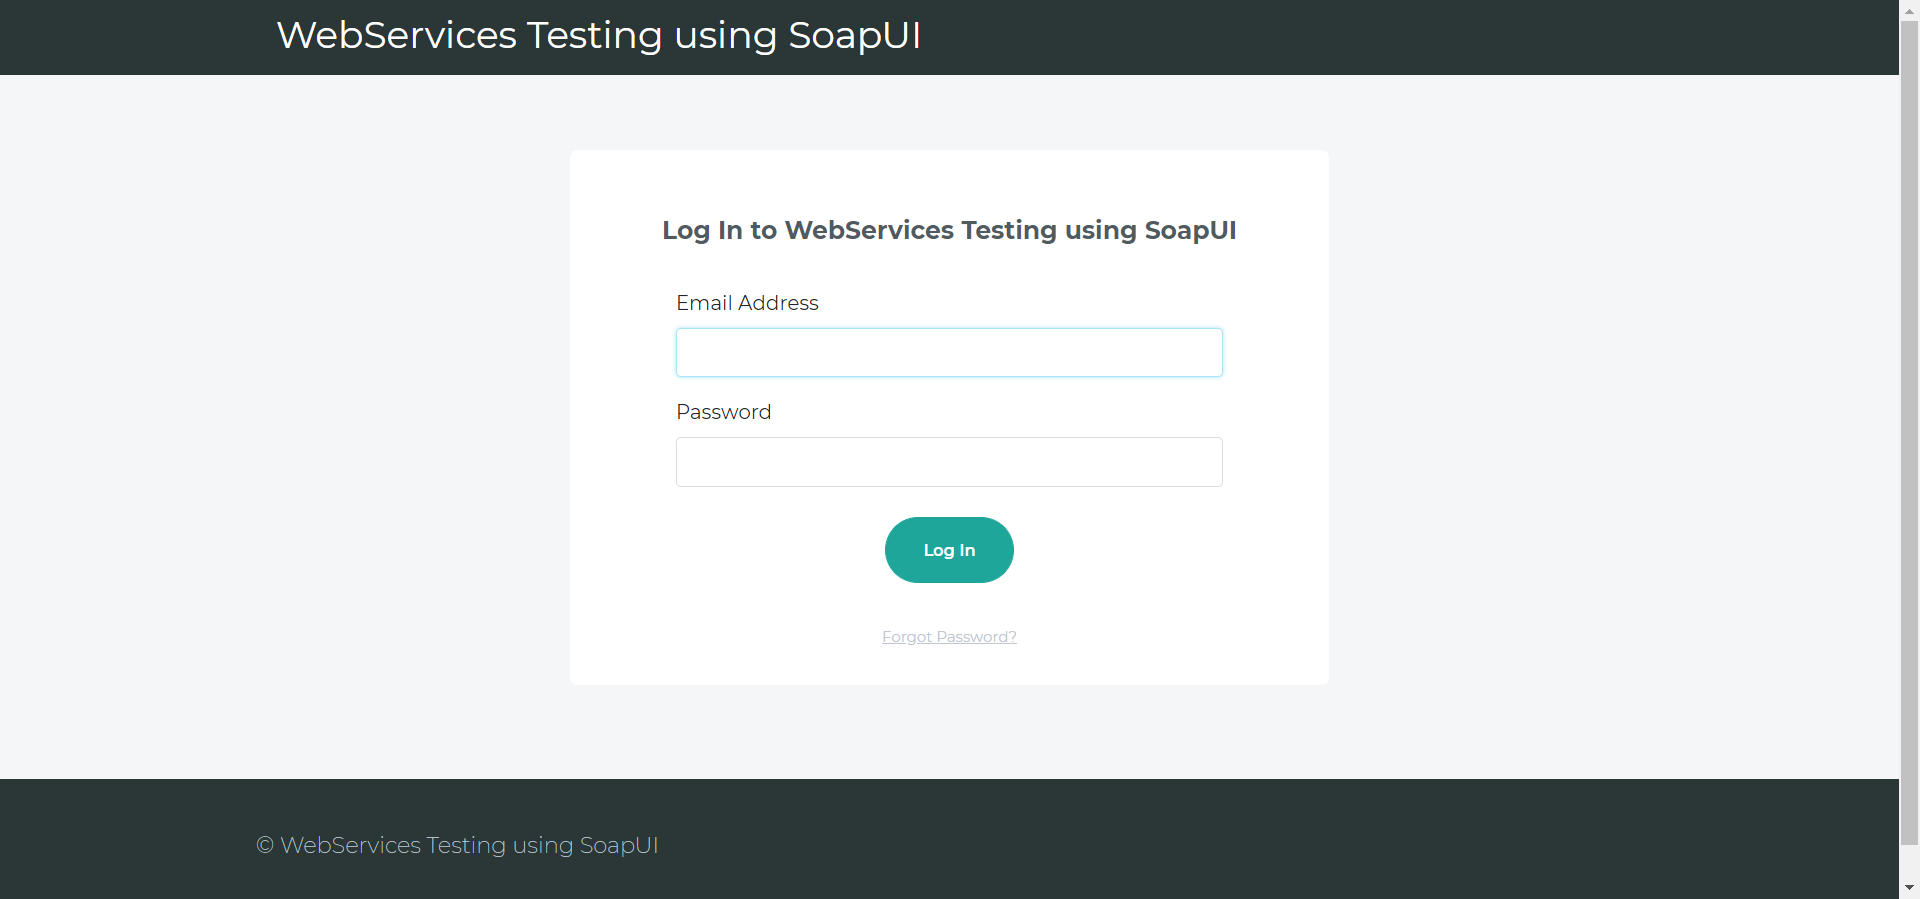 WebServices Testing using SoapUI
Log In to WebServices Testing using SoapUI
Email Address
Password
Log In
Forgot Password?
© WebServices Testing using SoapUI